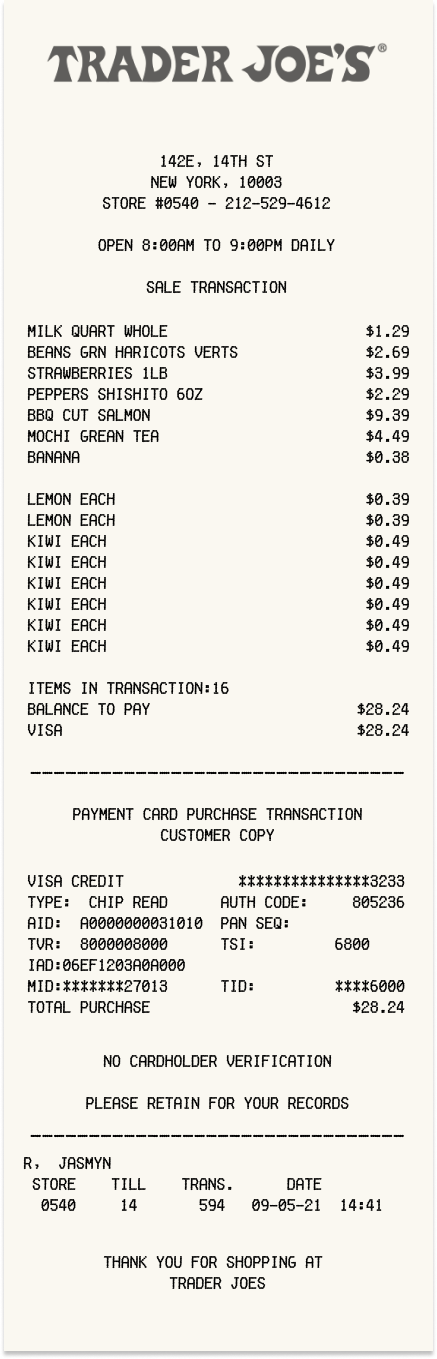 TRADER JOE'S®
142E, 14TH ST
NEW YORK, 10003
STORE #0540 - 212-529-4612
OPEN 8:00AM TO 9:00PM DAILY
SALE TRANSACTION
MILK QUART WHOLE $1.29
BEANS GRN HARICOTS VERTS $2.69
STRAWBERRIES 1LB $3.99
PEPPERS SHISHITO 6OZ $2.29
BBQ CUT SALMON $9.39
MOCHI GREAN TEA $4.49
BANANA $0.38
LEMON EACH $0.39
LEMON EACH $0.39
KIWI EACH $0.49
KIWI EACH $0.49
KIWI EACH $0.49
KIWI EACH $0.49
KIWI EACH $0.49
KIWI EACH $0.49
ITEMS IN TRANSACTION:16
BALANCE TO PAY $28.24
VISA $28.24
--------------------------------
PAYMENT CARD PURCHASE TRANSACTION
CUSTOMER COPY
VISA CREDIT ***************3233
TYPE: CHIP READ AUTH CODE: 805236
AID: A0000000031010 PAN SEQ:
TVR: 8000008000 TSI: 6800
IAD:06EF1203A0A000
MID:*******27013 TID: ****6000
TOTAL PURCHASE $28.24
NO CARDHOLDER VERIFICATION
PLEASE RETAIN FOR YOUR RECORDS
--------------------------------
R, JASMYN
STORE TILL TRANS. DATE
0540 14 594 09-05-21 14:41
THANK YOU FOR SHOPPING AT
TRADER JOES